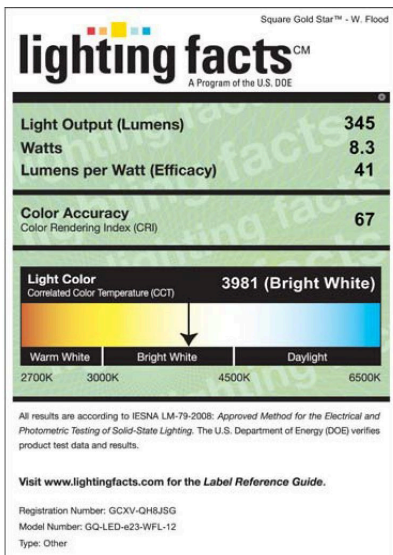 Square Gold Star™ - W. Flood
lighting facts CM
A Program of the U.S. DOE
Light Output (Lumens) 345
Watts 8.3
Lumens per Watt (Efficacy) 41
Color Accuracy 67
Color Rendering Index (CRI)
Light Color 3981 (Bright White)
Correlated Color Temperature (CCT)
Warm White Bright White Daylight
2700K 3000K 4500K 6500K
All results are according to IESNA LM-79-2008: Approved Method for the Electrical and
Photometric Testing of Solid-State Lighting. The U.S. Department of Energy (DOE) verifies
product test data and results.
Visit www.lightingfacts.com for the Label Reference Guide.
Registration Number: GCXV-QH8JSG
Model Number: GQ-LED-e23-WFL-12
Type: Other